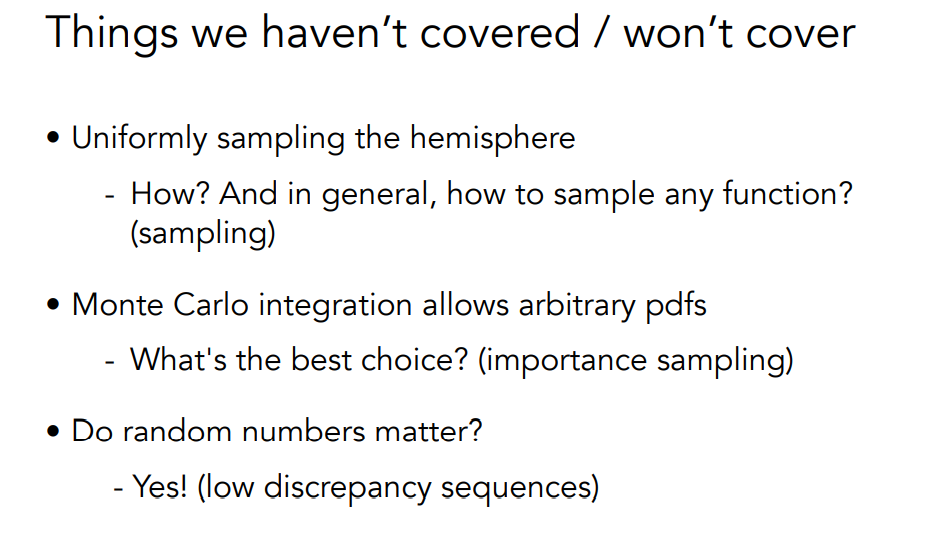 Things we haven’t covered / won’t cover
• Uniformly sampling the hemisphere
- How? And in general, how to sample any function?
(sampling)
• Monte Carlo integration allows arbitrary pdfs
- What's the best choice? (importance sampling)
• Do random numbers matter?
- Yes! (low discrepancy sequences)